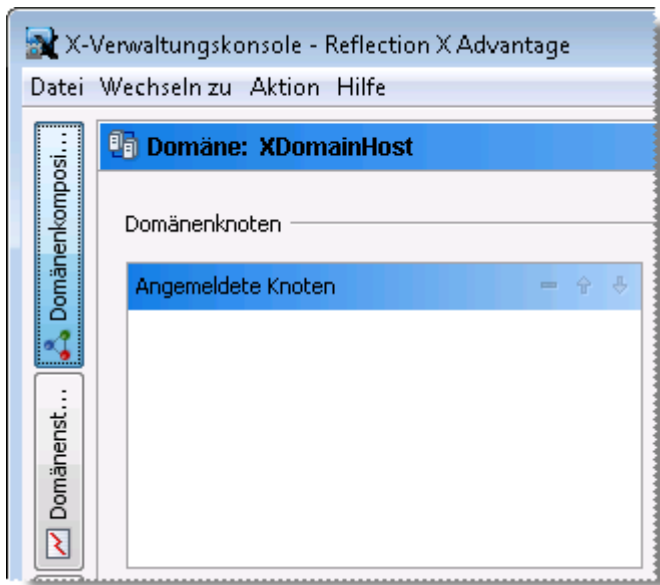 X-Verwaltungskonsole - Reflection X Advantage
Datei Wechseln zu Aktion Hilfe
Domänenkomposi...
Domäne: XDomainHost
Domänenknoten
Angemeldete Knoten
Domänenst...